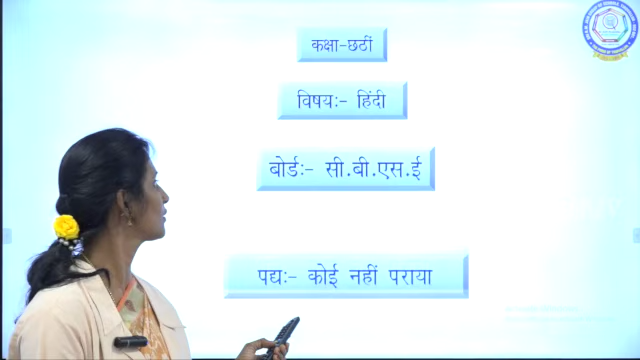 कक्षा-छठीं
विषय:- हिंदी
बोर्ड:- सी.बी.एस.ई
पद्य:- कोई नहीं पराया